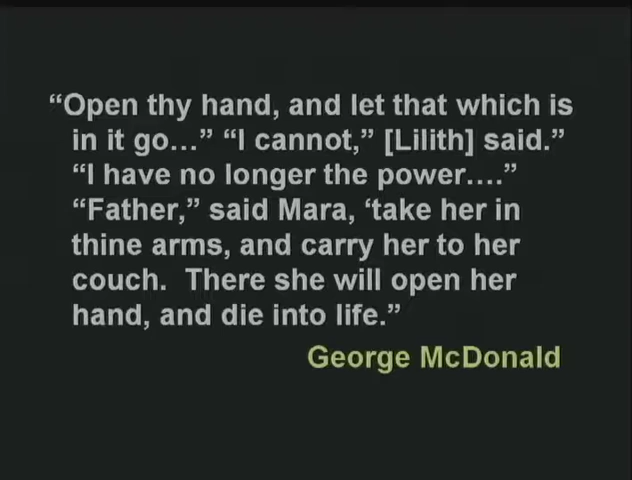 “Open thy hand, and let that which is
in it go…” “I cannot,” [Lilith] said.”
“I have no longer the power….”
“Father,” said Mara, ‘take her in
thine arms, and carry her to her
couch.  There she will open her
hand, and die into life.”
George McDonald